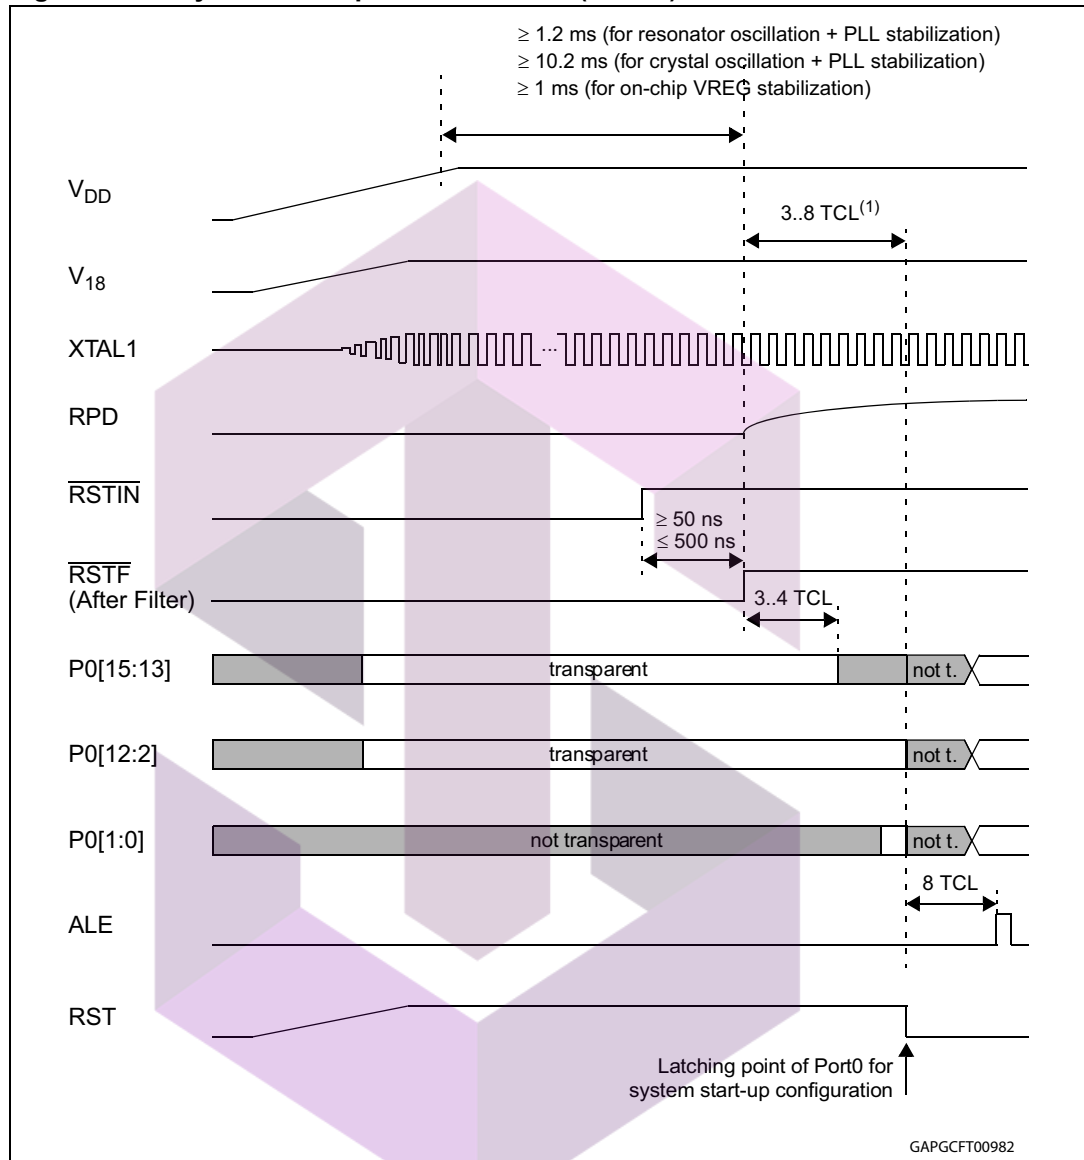 ≥ 1.2 ms (for resonator oscillation + PLL stabilization)
≥ 10.2 ms (for crystal oscillation + PLL stabilization)
≥ 1 ms (for on-chip VREG stabilization)
VDD
3..8 TCL(1)
V18
XTAL1
...
RPD
RSTIN
≥ 50 ns
≤ 500 ns
RSTF
(After Filter)
3..4 TCL
P0[15:13]
transparent
not t.
P0[12:2]
transparent
not t.
P0[1:0]
not transparent
not t.
8 TCL
ALE
RST
Latching point of Port0 for
system start-up configuration
GAPGCFT00982